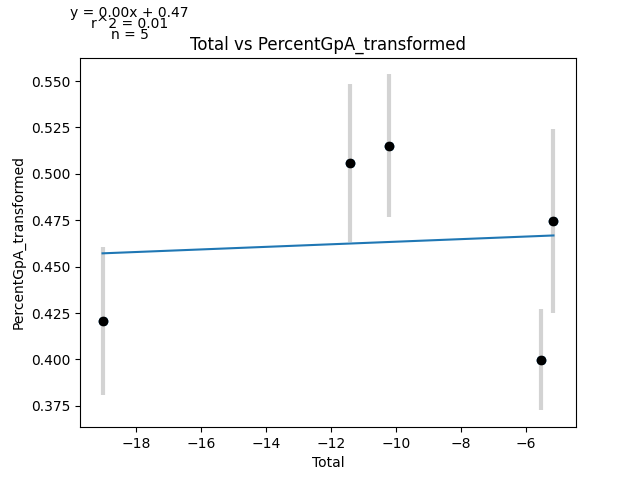 y = 0.00x + 0.47
r^2 = 0.01
n = 5
Total vs PercentGpA_transformed
0.550
0.525
0.500
0.475
0.450
0.425
0.400
0.375
PercentGpA_transformed
−18
−16
−14
−12
−10
−8
−6
Total